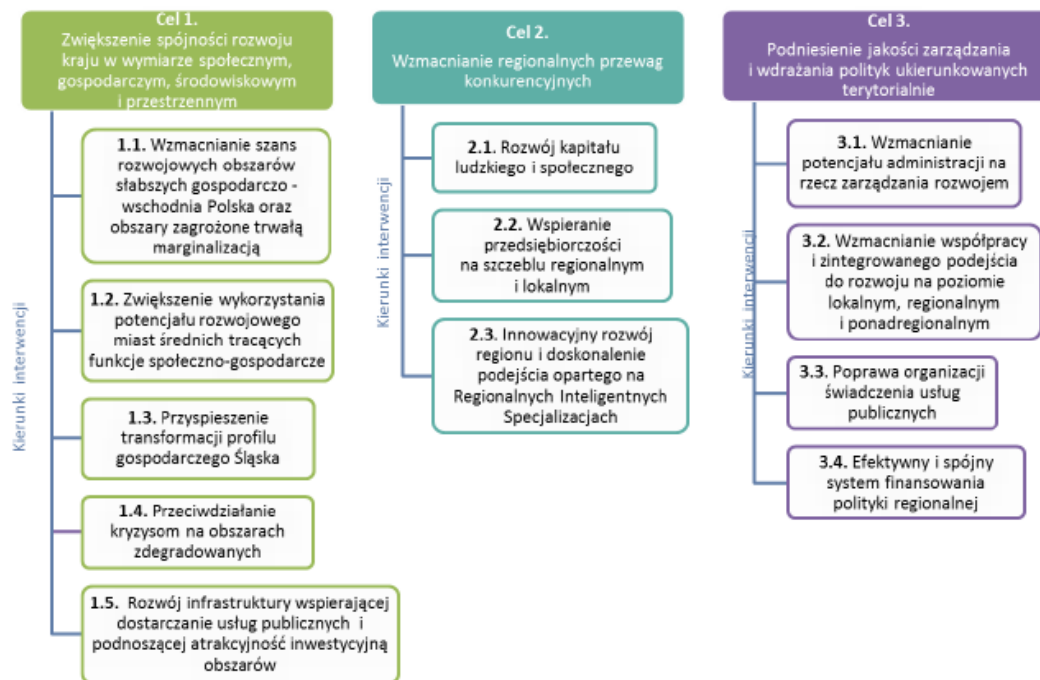 Cel 1.
Zwiększenie spójności rozwoju
kraju w wymiarze społecznym,
gospodarczym, środowiskowym
i przestrzennym
Kierunki interwencji
1.1. Wzmacnianie szans
rozwojowych obszarów
słabszych gospodarczo -
wschodnia Polska oraz
obszary zagrożone trwałą
marginalizacją
1.2. Zwiększenie wykorzystania
potencjału rozwojowego
miast średnich tracących
funkcje społeczno-gospodarcze
1.3. Przyspieszenie
transformacji profilu
gospodarczego Śląska
1.4. Przeciwdziałanie
kryzysom na obszarach
zdegradowanych
1.5. Rozwój infrastruktury wspierającej
dostarczanie usług publicznych i
podnoszącej atrakcyjność inwestycyjną
obszarów
Cel 2.
Wzmacnianie regionalnych przewag
konkurencyjnych
Kierunki interwencji
2.1. Rozwój kapitału
ludzkiego i społecznego
2.2. Wspieranie
przedsiębiorczości
na szczeblu regionalnym
i lokalnym
2.3. Innowacyjny rozwój
regionu i doskonalenie
podejścia opartego na
Regionalnych Inteligentnych
Specjalizacjach
Cel 3.
Podniesienie jakości zarządzania
i wdrażania polityk ukierunkowanych
terytorialnie
Kierunki interwencji
3.1. Wzmacnianie
potencjału administracji na
rzecz zarządzania rozwojem
3.2. Wzmacnianie współpracy
i zintegrowanego podejścia
do rozwoju na poziomie
lokalnym, regionalnym
i ponadregionalnym
3.3. Poprawa organizacji
świadczenia usług
publicznych
3.4. Efektywny i spójny
system finansowania
polityki regionalnej